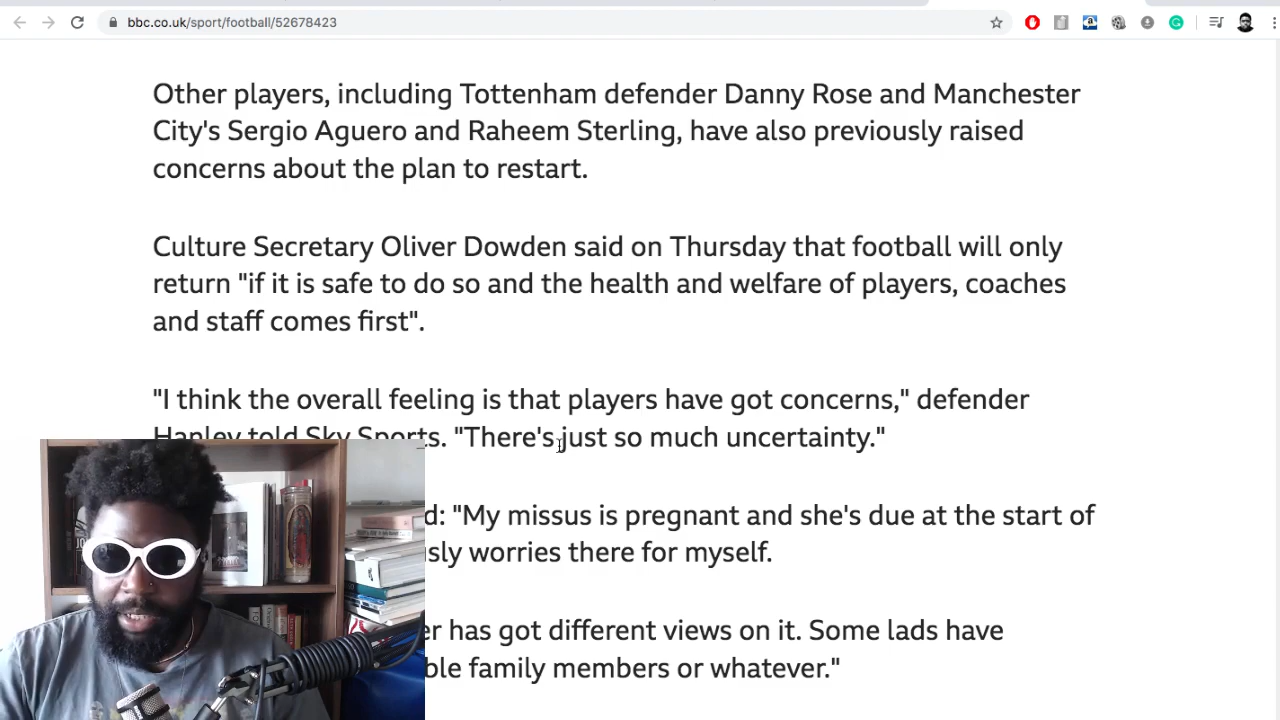 bbc.co.uk/sport/football/52678423
Other players, including Tottenham defender Danny Rose and Manchester
City's Sergio Aguero and Raheem Sterling, have also previously raised
concerns about the plan to restart.
Culture Secretary Oliver Dowden said on Thursday that football will only
return "if it is safe to do so and the health and welfare of players, coaches
and staff comes first".
"I think the overall feeling is that players have got concerns," defender
Hanley told Sky Sports. "There's just so much uncertainty."
d: "My missus is pregnant and she's due at the start of
sly worries there for myself.
er has got different views on it. Some lads have
ble family members or whatever."